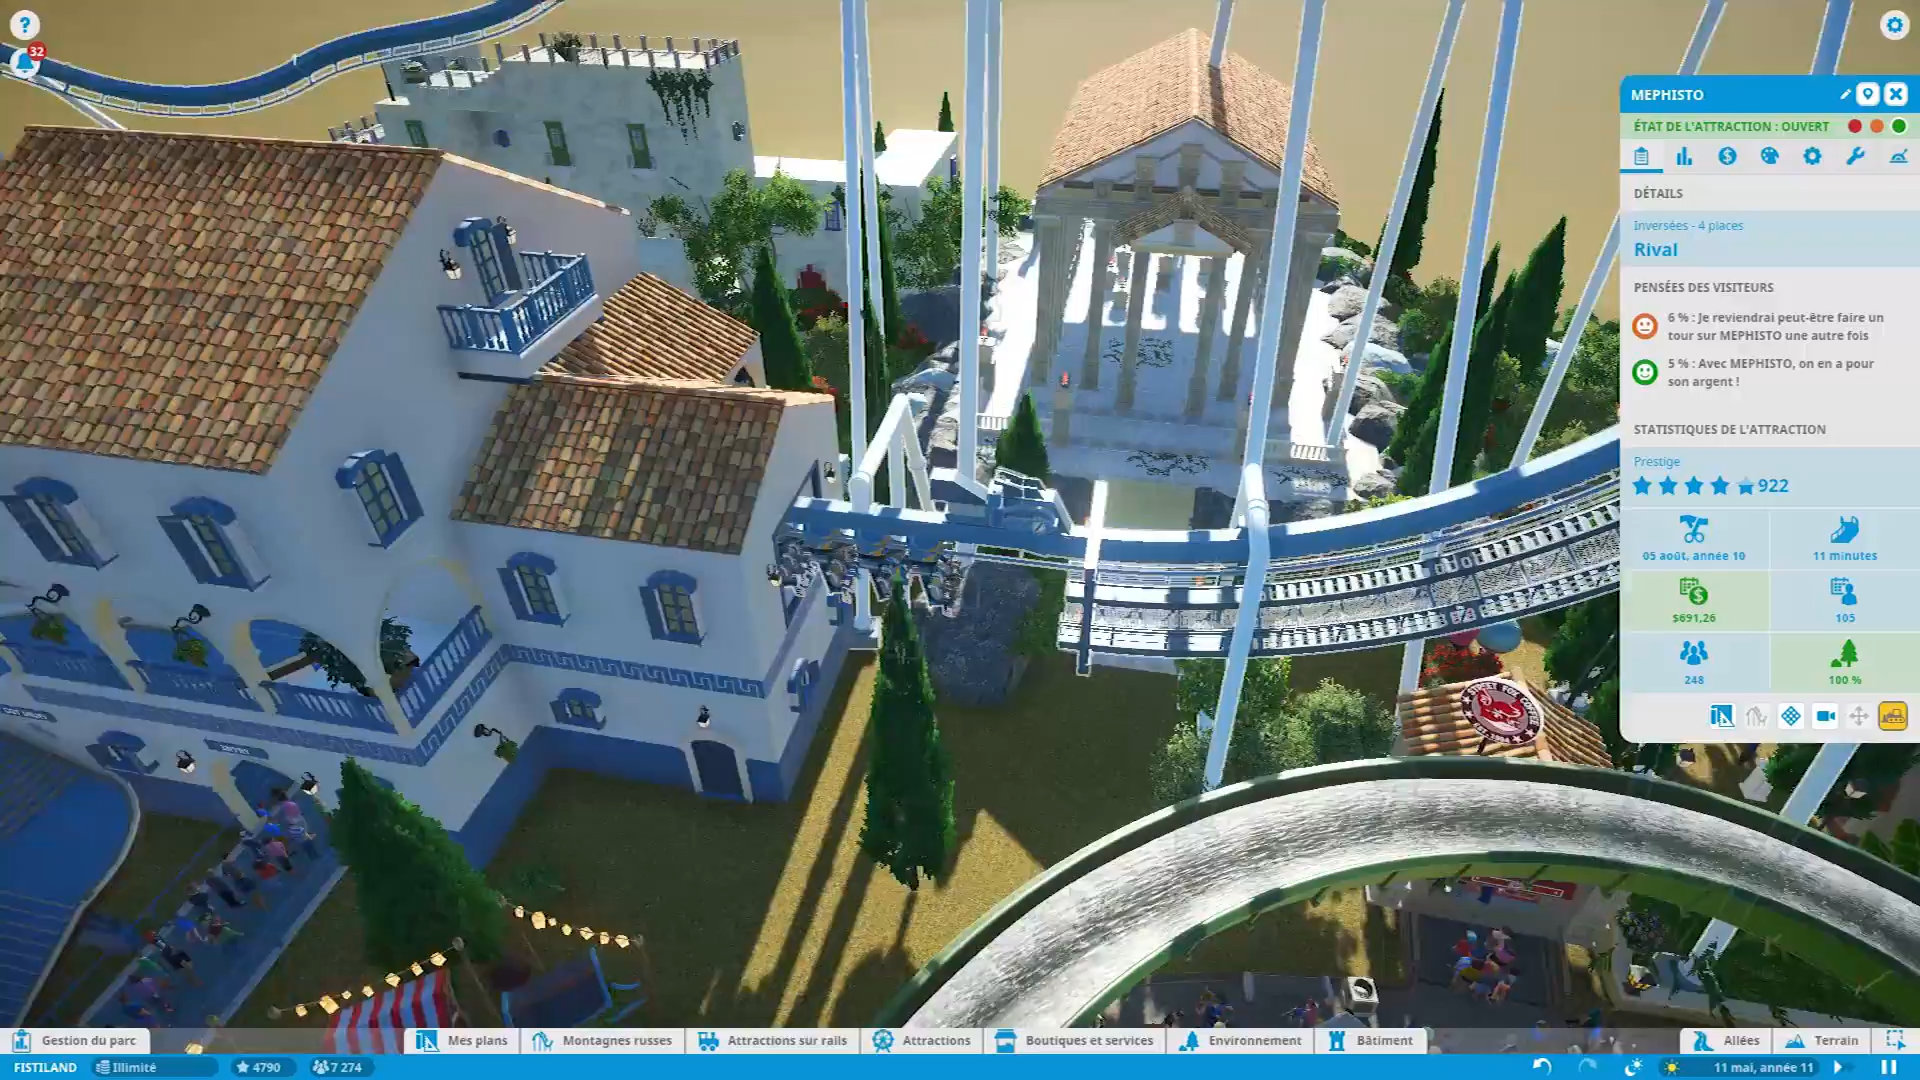 ?
32
MEPHISTO
ÉTAT DE L'ATTRACTION : OUVERT
DÉTAILS
Inversées - 4 places
Rival
PENSÉES DES VISITEURS
6 % : Je reviendrai peut-être faire un
tour sur MEPHISTO une autre fois
5 % : Avec MEPHISTO, on en a pour
son argent !
STATISTIQUES DE L'ATTRACTION
Prestige
922
05 août, année 10
11 minutes
$691,26
105
248
100 %
STREET FOX COFFEE
ENTRY
Gestion du parc
Mes plans
Montagnes russes
Attractions sur rails
Attractions
Boutiques et services
Environnement
Bâtiment
Allées
Terrain
FISTILAND
Illimité
4790
7 274
11 mai, année 11